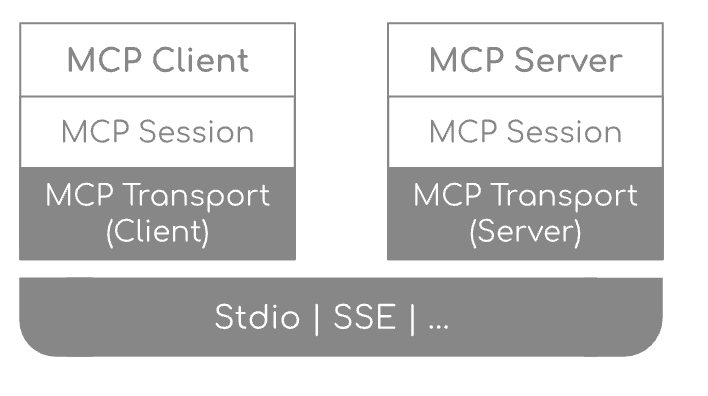 MCP Client
MCP Session
MCP Transport
(Client)
MCP Server
MCP Session
MCP Transport
(Server)
Stdio | SSE | ...